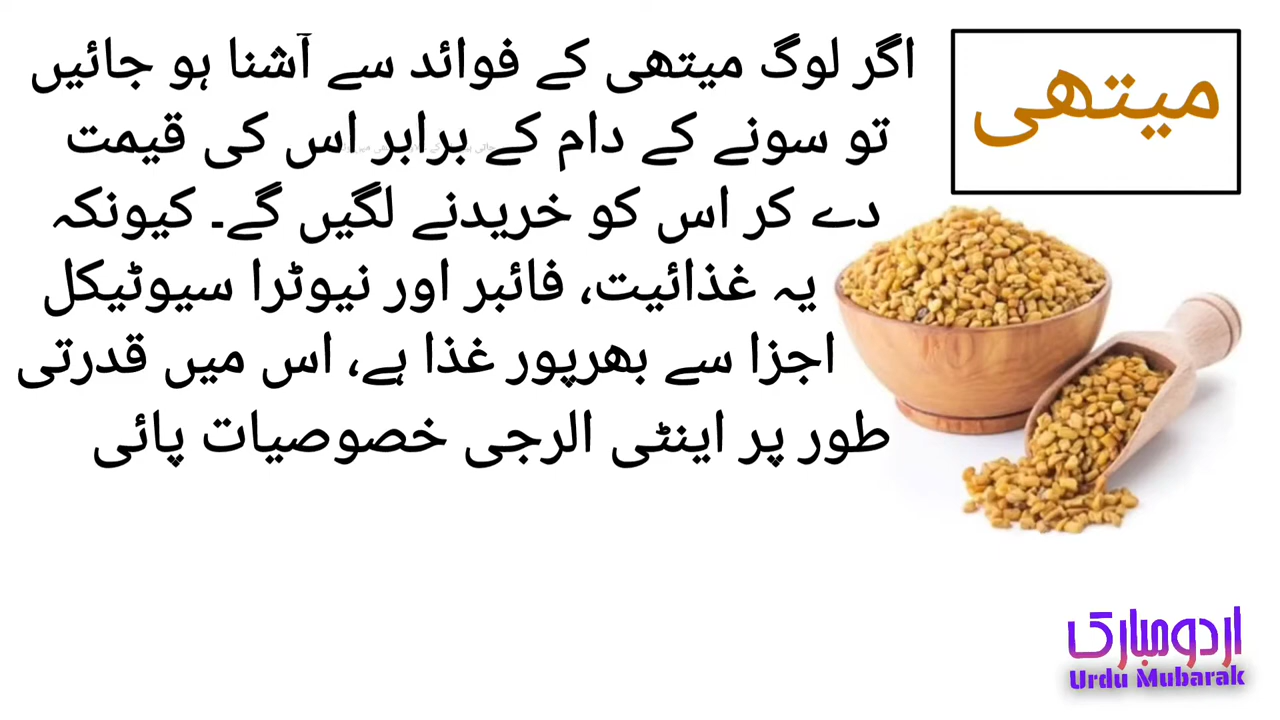 میتھی
اگر لوگ میتھی کے فوائد سے آشنا ہو جائیں
تو سونے کے دام کے برابر اس کی قیمت
دے کر اس کو خریدنے لگیں گے۔ کیونکہ
یہ غذائیت، فائبر اور نیوٹرا سیوٹیکل
اجزا سے بھرپور غذا ہے، اس میں قدرتی
طور پر اینٹی الرجی خصوصیات پائی
اردو مبارک
Urdu Mubarak